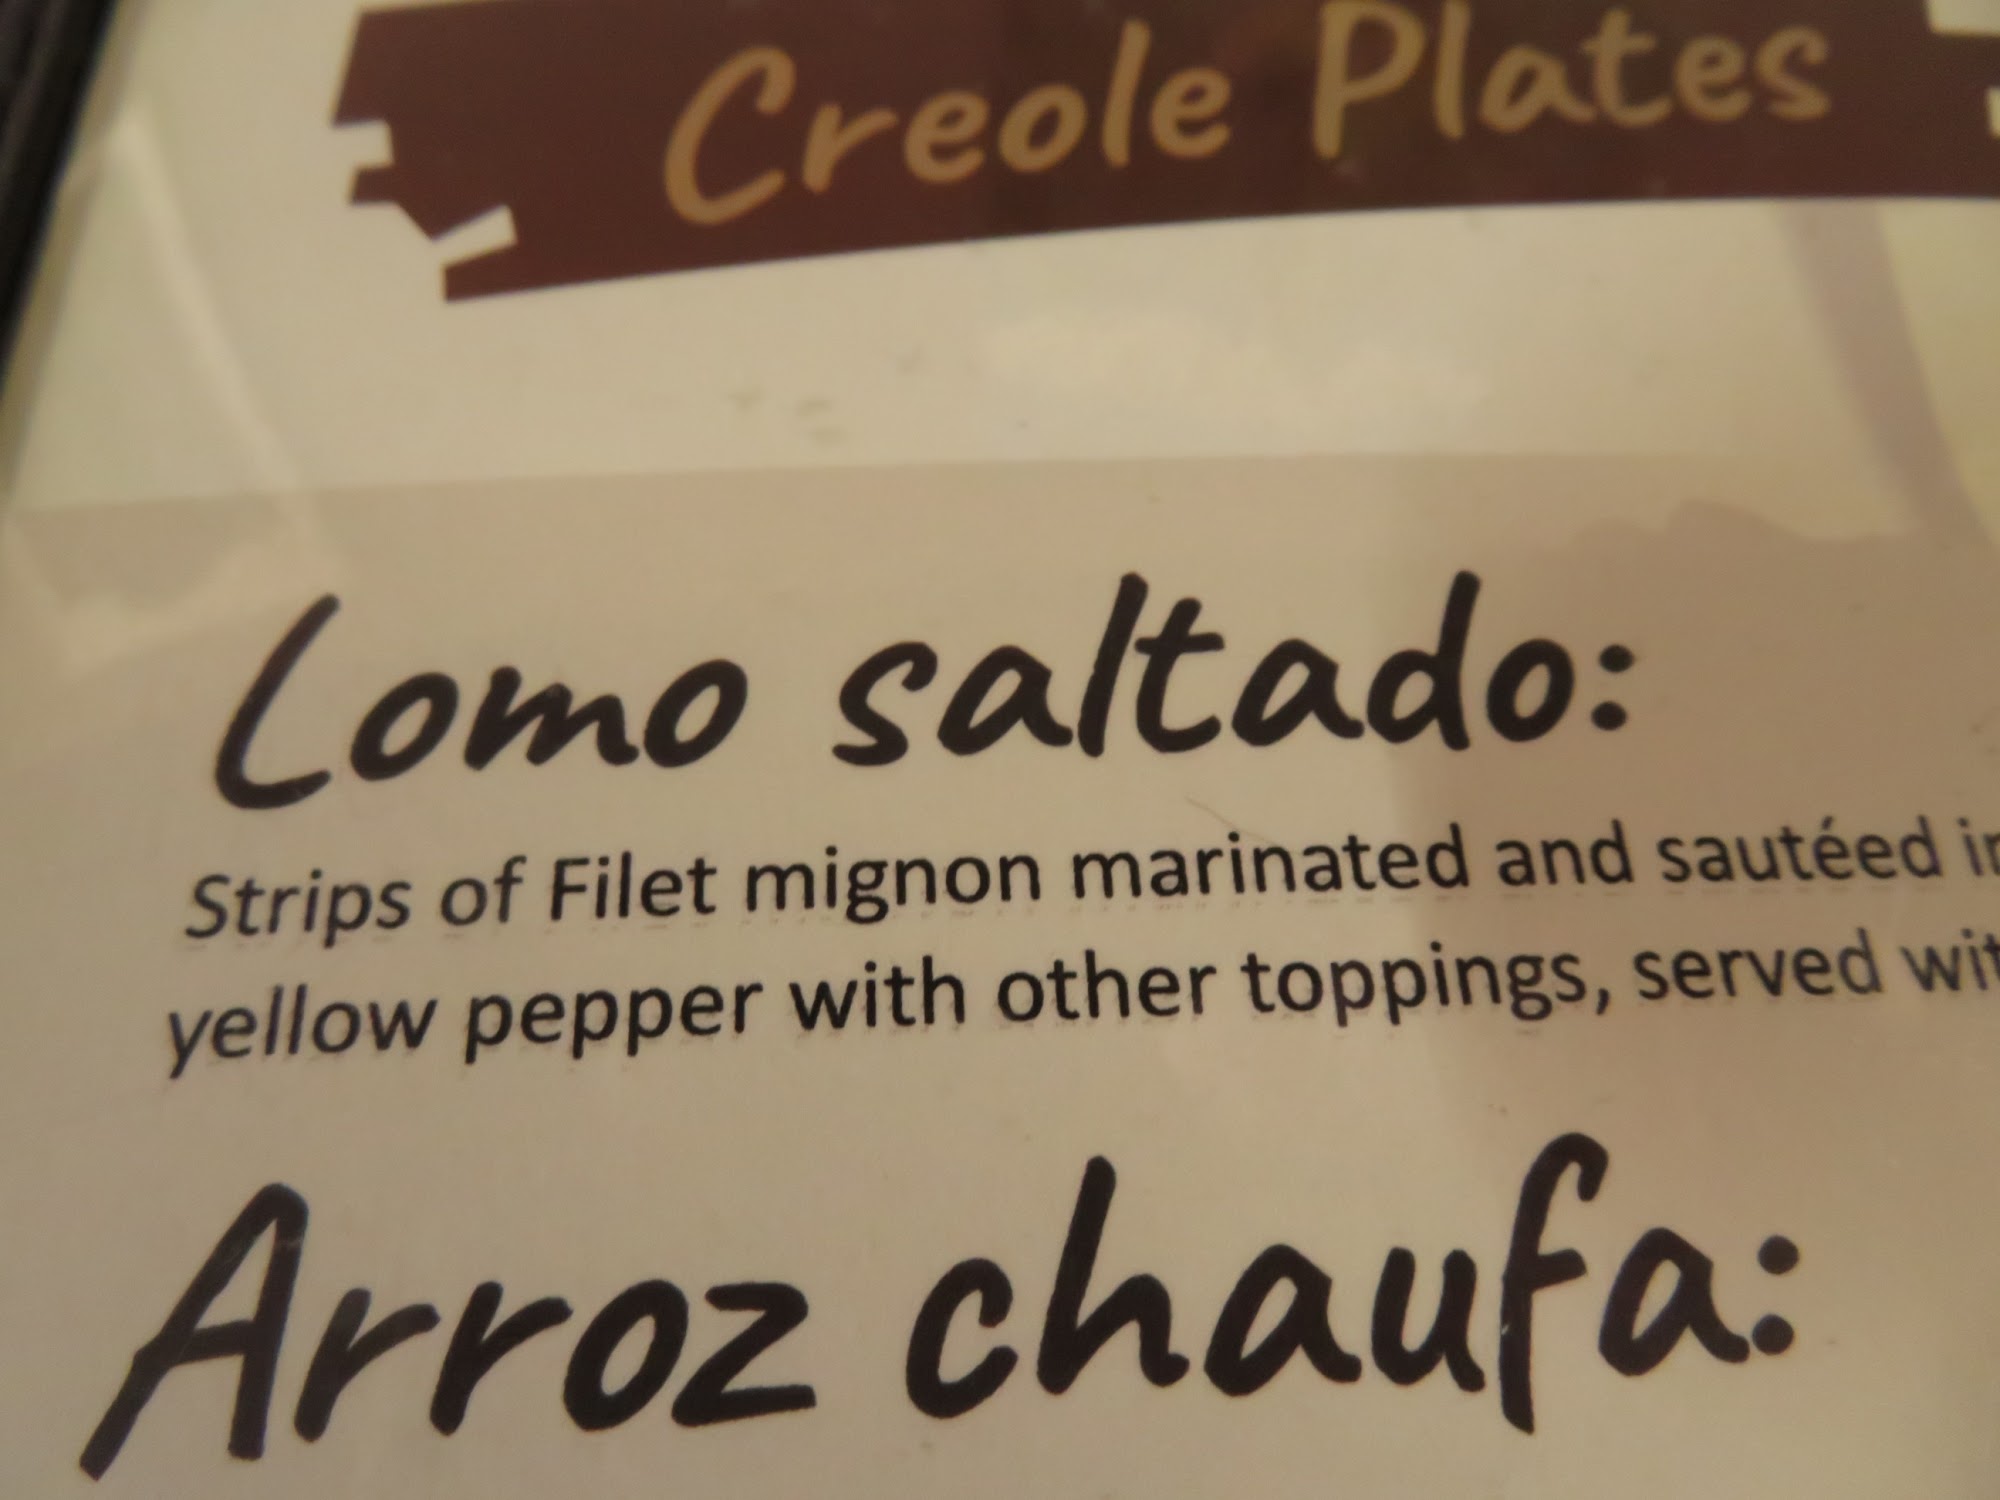 Creole Plates
Lomo saltado:
Strips of Filet mignon marinated and sautéed
yellow pepper with other toppings, served
Arroz chaufa: